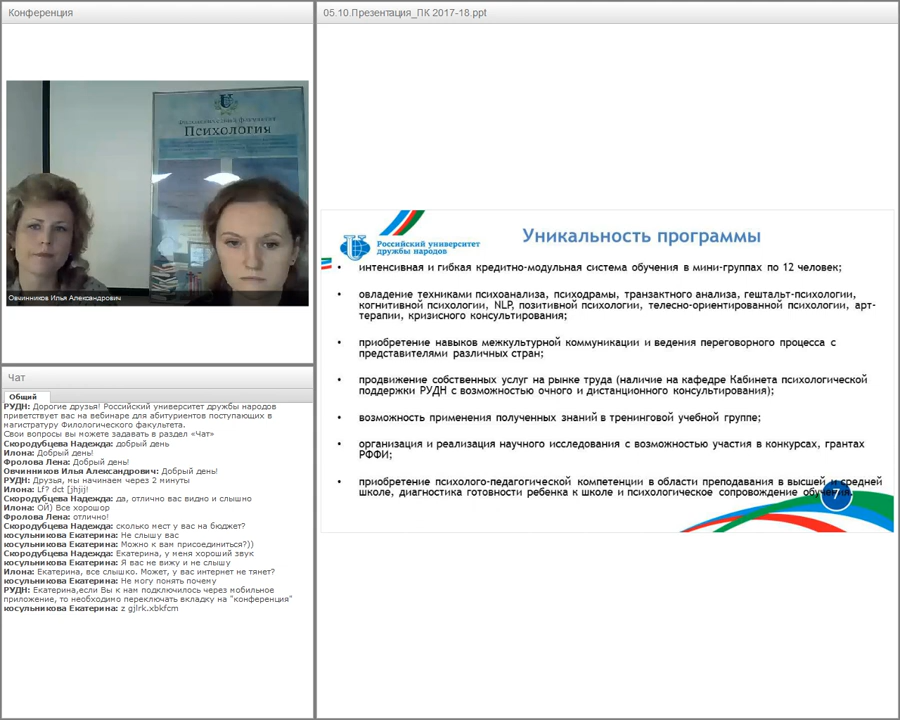 Конференция
Психология
Овчинников Илья Александрович
Чат
Общий
РУДН: Дорогие друзья! Российский университет дружбы народов
приветствует вас на вебинаре для абитуриентов поступающих в
магистратуру Филологического факультета.
Свои вопросы вы можете задавать в раздел «Чат»
Скородубцева Надежда: добрый день
Илона: Добрый день!
Фролова Лена: Добрый день!
Овчинников Илья Александрович: Добрый день!
РУДН: Друзья, мы начинаем через 2 минуты
Илона: Lf? dct [jhjij!
Скородубцева Надежда: да, отлично вас видно и слышно
Илона: ОЙ) Все хорошор
Фролова Лена: отлично!
Скородубцева Надежда: сколько мест у вас на бюджет?
косульникова Екатерина: Не слышу вас
косульникова Екатерина: Можно к вам присоединиться?))
Скородубцева Надежда: Екатерина, у меня хороший звук
косульникова Екатерина: Я вас не вижу и не слышу
Илона: Екатерина, все слышко. Может, у вас интернет не тянет?
косульникова Екатерина: Не могу понять почему
РУДН: Екатерина,если Вы к нам подключилось через мобильное
приложение, то необходимо переключать вкладку на "конференция"
косульникова Екатерина: z gjlrk.xbkfcm
05.10.Презентация_ПК 2017-18.ppt
Российский университет
дружбы народов
Уникальность программы
• интенсивная и гибкая кредитно-модульная система обучения в мини-группах по 12 человек;
• овладение техниками психоанализа, психодрамы, транзактного анализа, гештальт-психологии,
когнитивной психологии, NLP, позитивной психологии, телесно-ориентированной психологии, арт-
терапии, кризисного консультирования;
• приобретение навыков межкультурной коммуникации и ведения переговорного процесса с
представителями различных стран;
• продвижение собственных услуг на рынке труда (наличие на кафедре Кабинета психологической
поддержки РУДН с возможностью очного и дистанционного консультирования);
• возможность применения полученных знаний в тренинговой учебной группе;
• организация и реализация научного исследования с возможностью участия в конкурсах, грантах
РФФИ;
• приобретение психолого-педагогической компетенции в области преподавания в высшей и средней
школе, диагностика готовности ребенка к школе и психологическое сопровождение обучения.
7